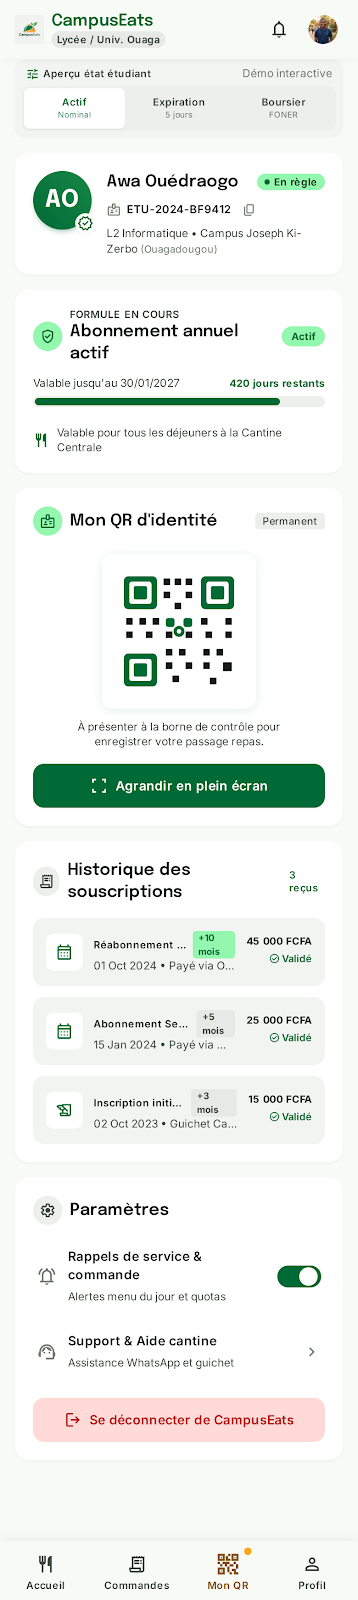 CampusEats
CampusEats
Lycée / Univ. Ouaga
Aperçu état étudiant
Démo interactive
Actif
Nominal
Expiration
5 jours
Boursier
FONER
AO
Awa Ouédraogo
En règle
ETU-2024-BF9412
L2 Informatique • Campus Joseph Ki-
Zerbo (Ouagadougou)
FORMULE EN COURS
Abonnement annuel
actif
Actif
Valable jusqu'au 30/01/2027
420 jours restants
Valable pour tous les déjeuners à la Cantine
Centrale
Mon QR d'identité
Permanent
À présenter à la borne de contrôle pour
enregistrer votre passage repas.
Agrandir en plein écran
Historique des
souscriptions
3
reçus
Réabonnement ...
+10
mois
45 000 FCFA
01 Oct 2024 • Payé via O...
Validé
Abonnement Se...
+5
mois
25 000 FCFA
15 Jan 2024 • Payé via ...
Validé
Inscription initi...
+3
mois
15 000 FCFA
02 Oct 2023 • Guichet Ca...
Validé
Paramètres
Rappels de service &
commande
Alertes menu du jour et quotas
Support & Aide cantine
Assistance WhatsApp et guichet
Se déconnecter de CampusEats
Accueil
Commandes
Mon QR
Profil